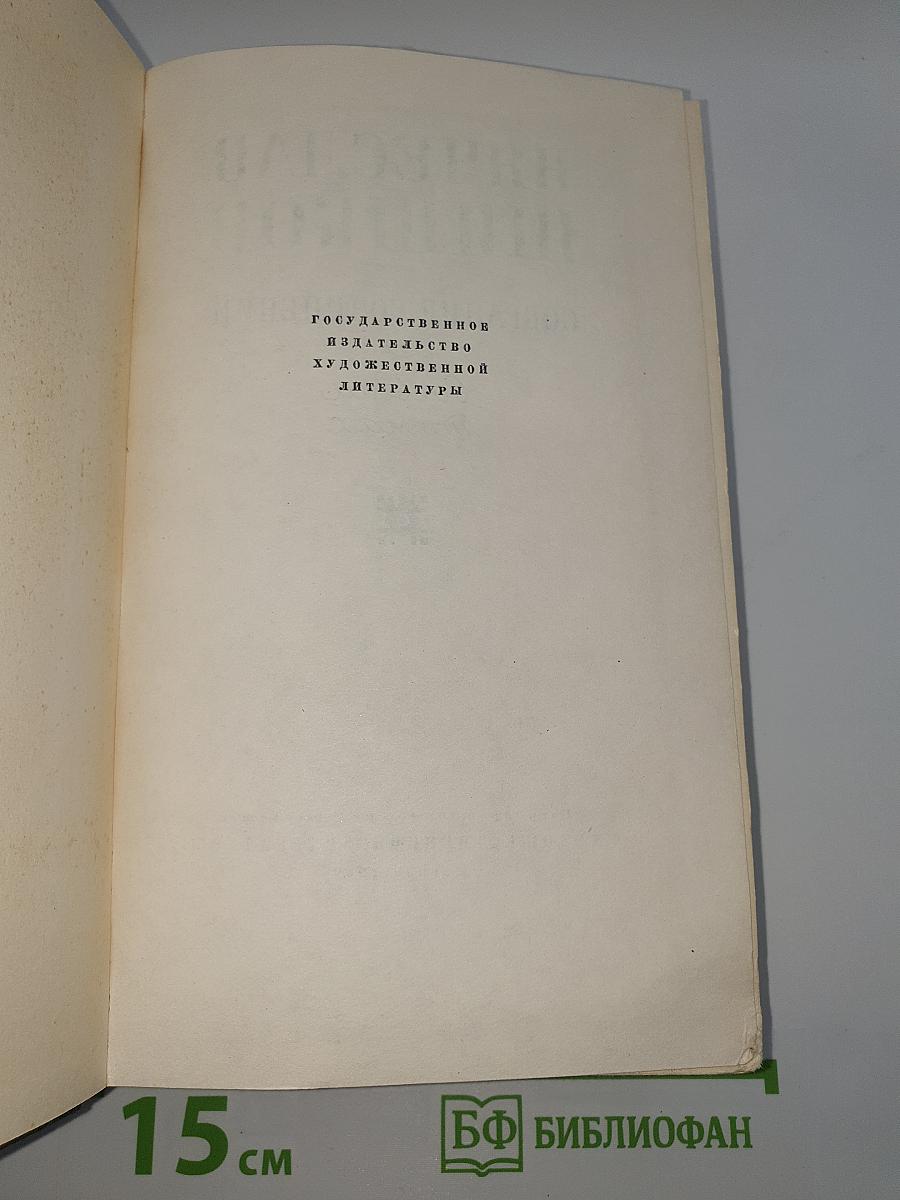 ГОСУДАРСТВЕННОЕ
ИЗДАТЕЛЬСТВО
ХУДОЖЕСТВЕННОЙ
ЛИТЕРАТУРЫ
15 см
БФ БИБЛИОФАН